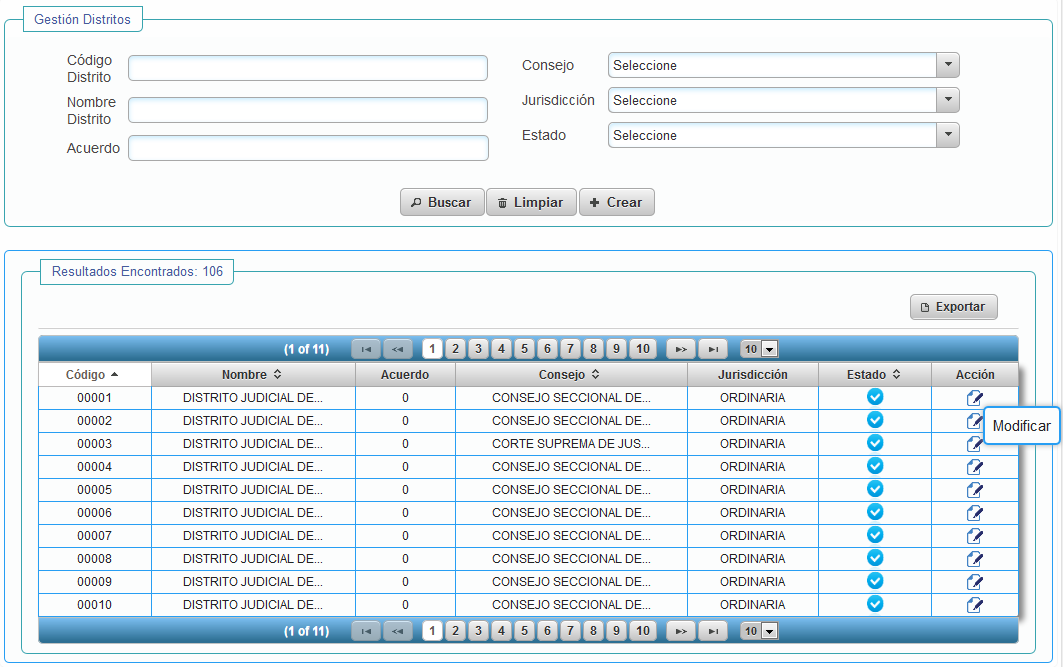 Gestión Distritos
Código Distrito
Consejo Seleccione
Nombre Distrito
Jurisdicción Seleccione
Acuerdo
Estado Seleccione
Buscar Limpiar Crear
Resultados Encontrados: 106
Exportar
(1 of 11) 1 2 3 4 5 6 7 8 9 10 10
Código Nombre Acuerdo Consejo Jurisdicción Estado Acción
00001 DISTRITO JUDICIAL DE... 0 CONSEJO SECCIONAL DE... ORDINARIA
00002 DISTRITO JUDICIAL DE... 0 CONSEJO SECCIONAL DE... ORDINARIA
Modificar
00003 DISTRITO JUDICIAL DE... 0 CORTE SUPREMA DE JUS... ORDINARIA
00004 DISTRITO JUDICIAL DE... 0 CONSEJO SECCIONAL DE... ORDINARIA
00005 DISTRITO JUDICIAL DE... 0 CONSEJO SECCIONAL DE... ORDINARIA
00006 DISTRITO JUDICIAL DE... 0 CONSEJO SECCIONAL DE... ORDINARIA
00007 DISTRITO JUDICIAL DE... 0 CONSEJO SECCIONAL DE... ORDINARIA
00008 DISTRITO JUDICIAL DE... 0 CONSEJO SECCIONAL DE... ORDINARIA
00009 DISTRITO JUDICIAL DE... 0 CONSEJO SECCIONAL DE... ORDINARIA
00010 DISTRITO JUDICIAL DE... 0 CONSEJO SECCIONAL DE... ORDINARIA
(1 of 11) 1 2 3 4 5 6 7 8 9 10 10